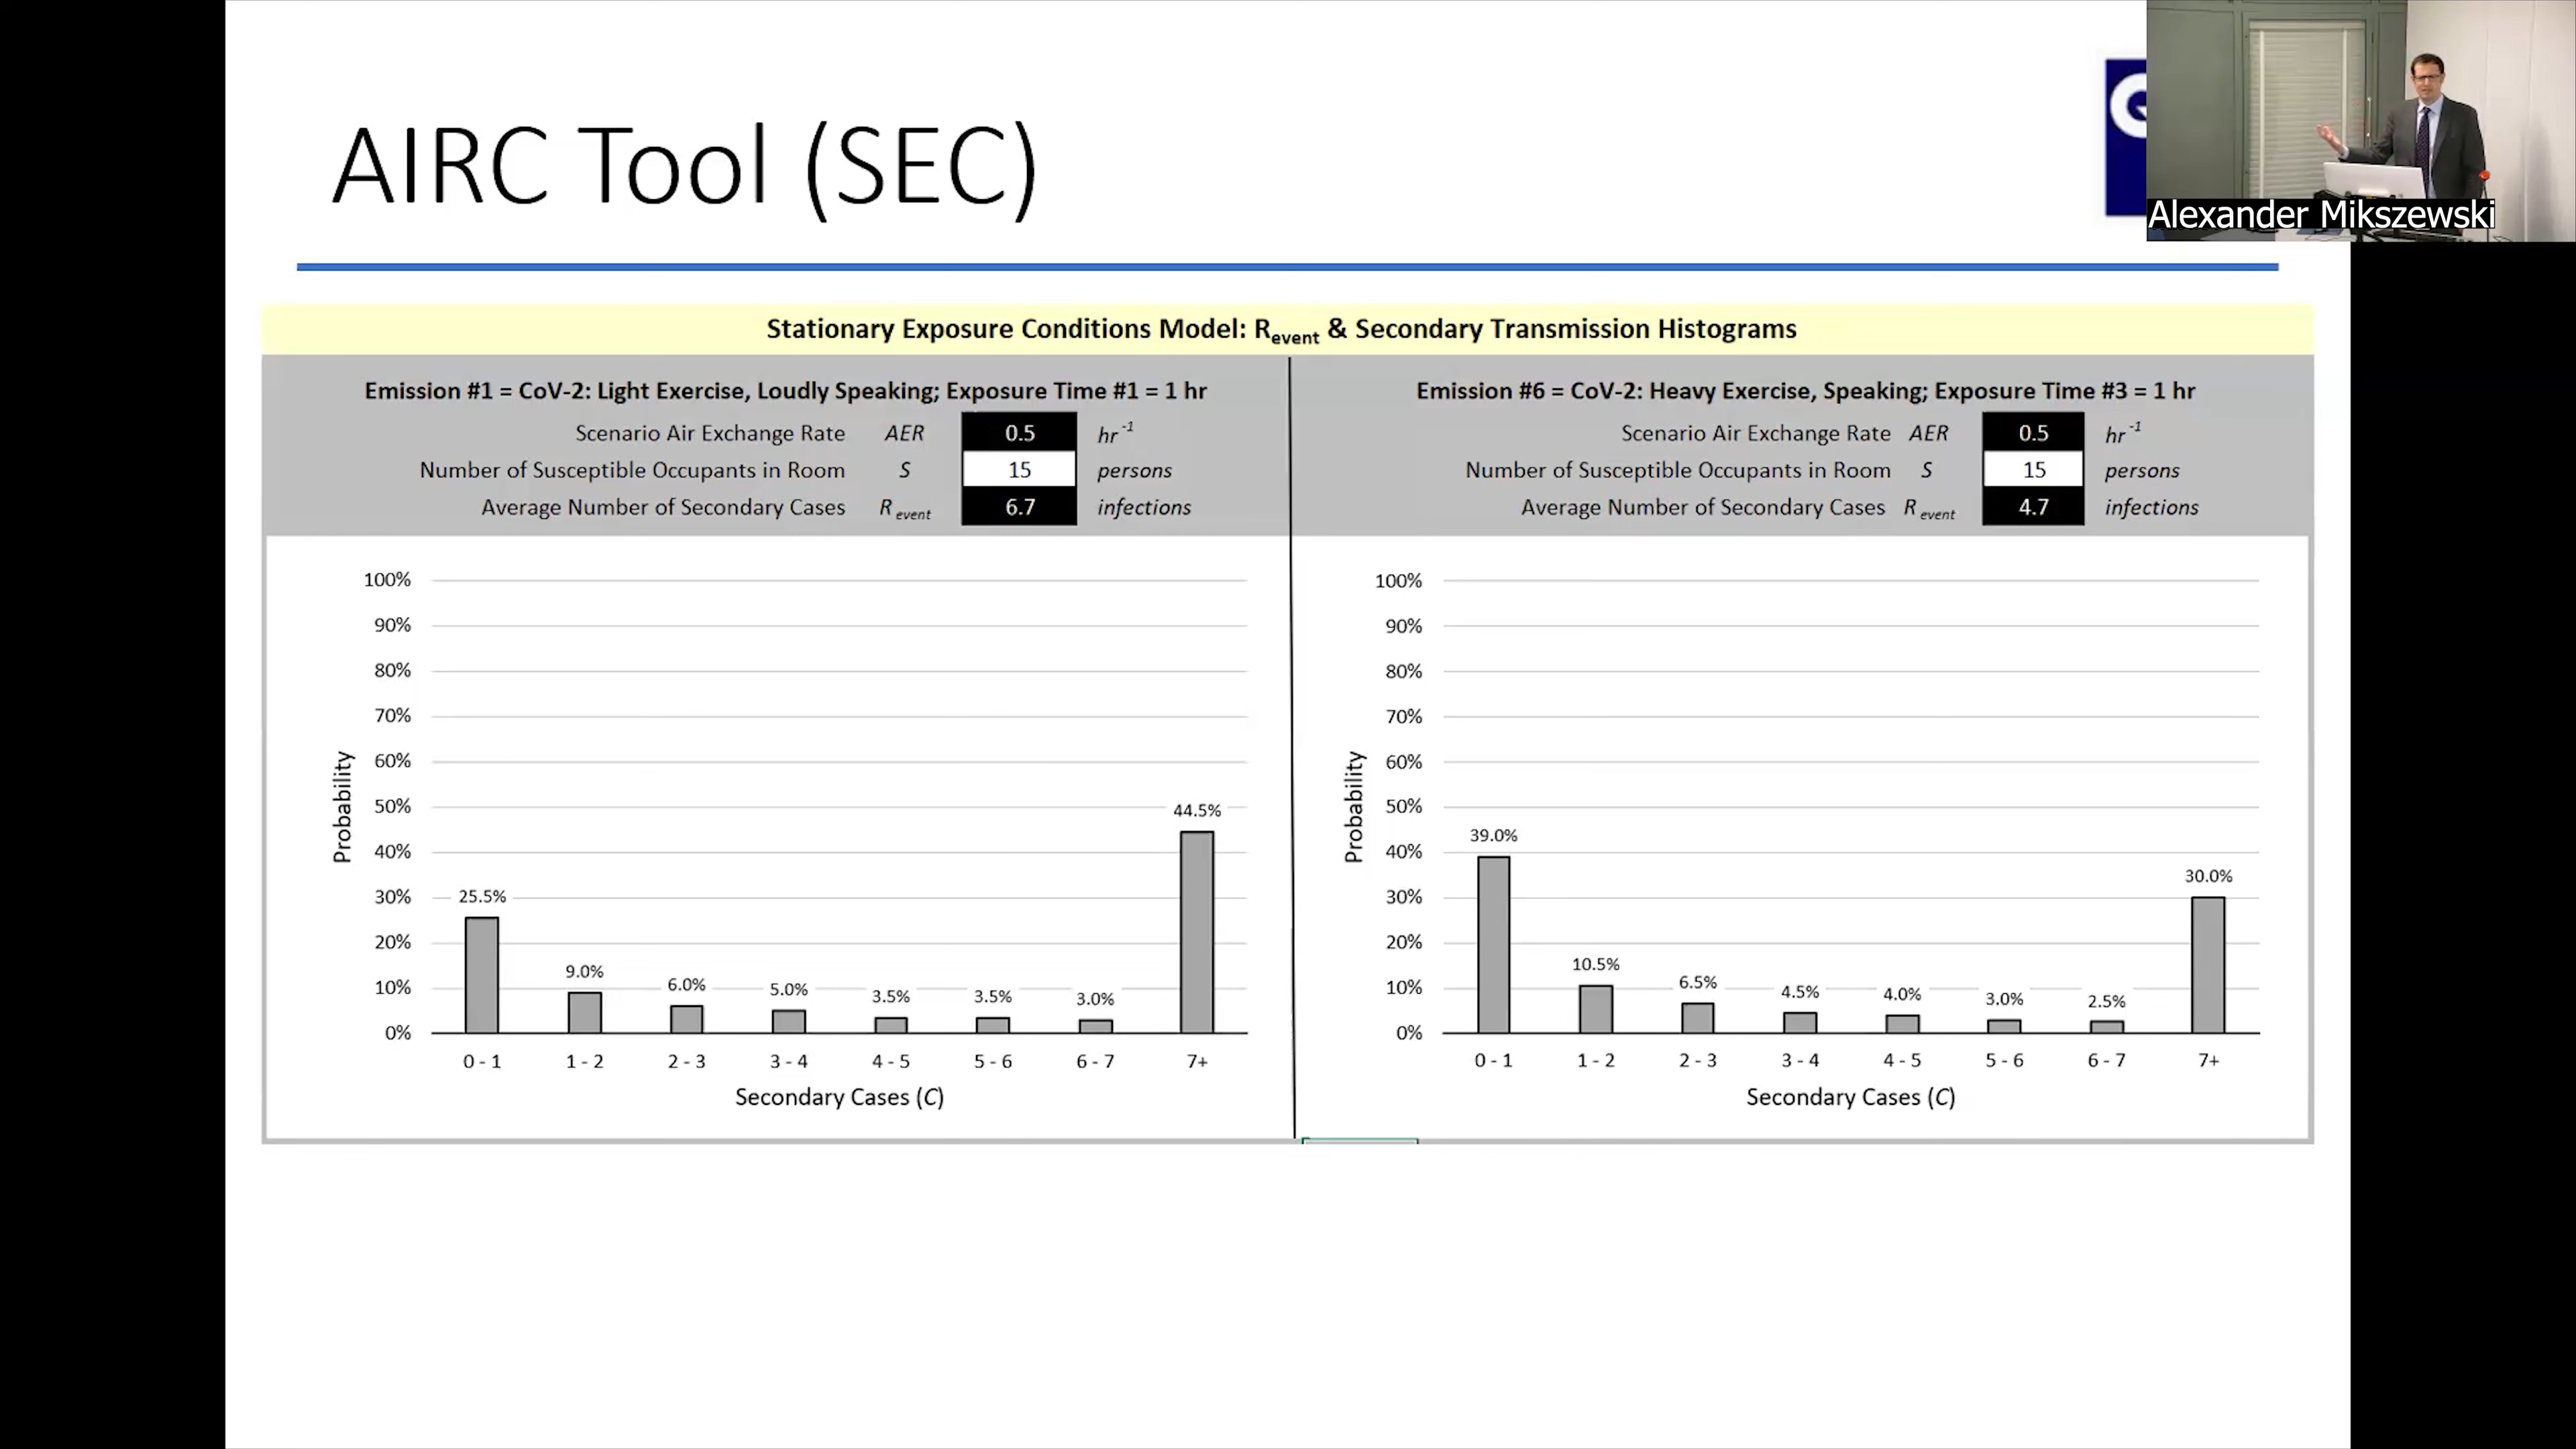 AIRC Tool (SEC)
Alexander Mikszewski
Stationary Exposure Conditions Model: Revent & Secondary Transmission Histograms
Emission #1 = CoV-2: Light Exercise, Loudly Speaking; Exposure Time #1 = 1 hr
Scenario Air Exchange Rate AER 0.5 hr-1
Number of Susceptible Occupants in Room S 15 persons
Average Number of Secondary Cases R event 6.7 infections
100%
90%
80%
70%
60%
50%
40%
30%
20%
10%
0%
Probability
25.5%
9.0%
6.0%
5.0%
3.5%
3.5%
3.0%
44.5%
0 - 1 1 - 2 2 - 3 3 - 4 4 - 5 5 - 6 6 - 7 7+
Secondary Cases (C)
Emission #6 = CoV-2: Heavy Exercise, Speaking; Exposure Time #3 = 1 hr
Scenario Air Exchange Rate AER 0.5 hr-1
Number of Susceptible Occupants in Room S 15 persons
Average Number of Secondary Cases R event 4.7 infections
100%
90%
80%
70%
60%
50%
40%
30%
20%
10%
0%
Probability
39.0%
10.5%
6.5%
4.5%
4.0%
3.0%
2.5%
30.0%
0 - 1 1 - 2 2 - 3 3 - 4 4 - 5 5 - 6 6 - 7 7+
Secondary Cases (C)